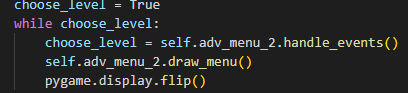 choose_level = True
while choose_level:
    choose_level = self.adv_menu_2.handle_events()
    self.adv_menu_2.draw_menu()
    pygame.display.flip()